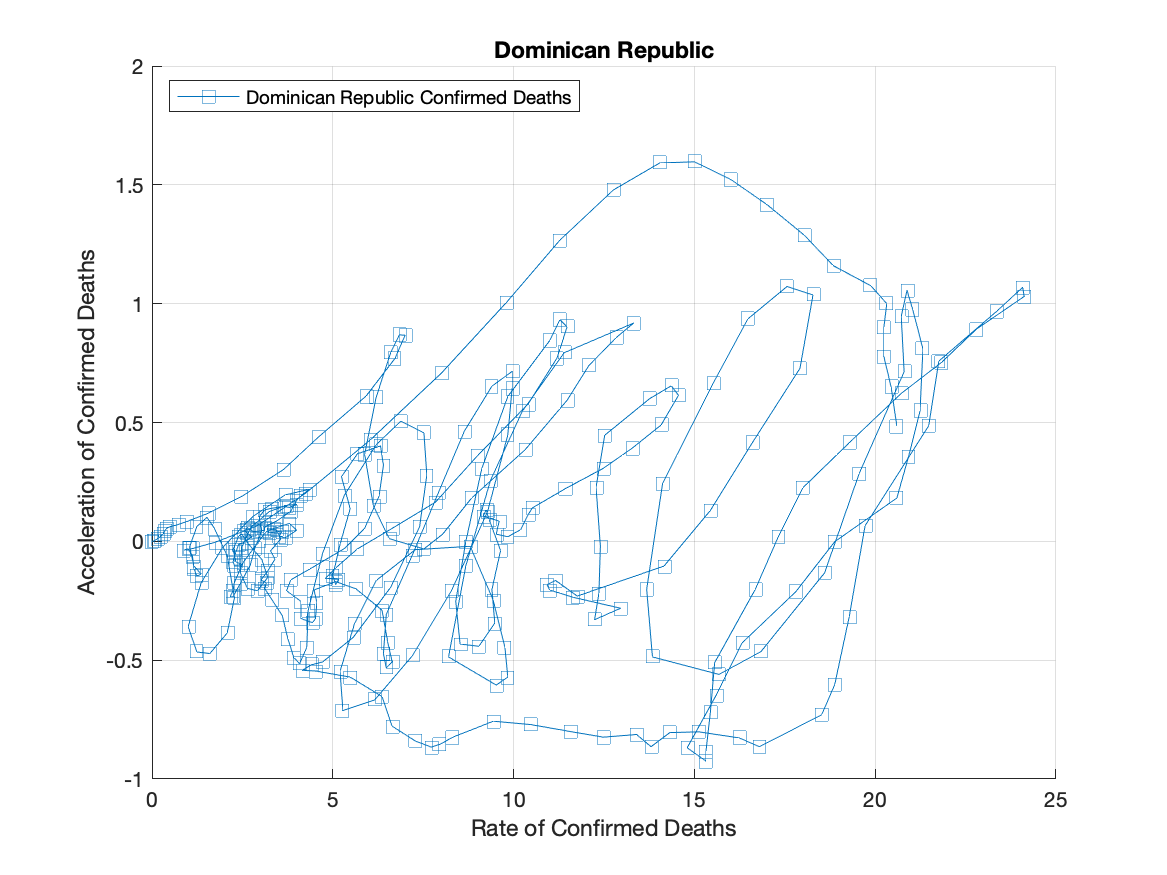 Dominican Republic
2
Dominican Republic Confirmed Deaths
1.5
1
0.5
0
-0.5
-1
Acceleration of Confirmed Deaths
0 5 10 15 20 25
Rate of Confirmed Deaths